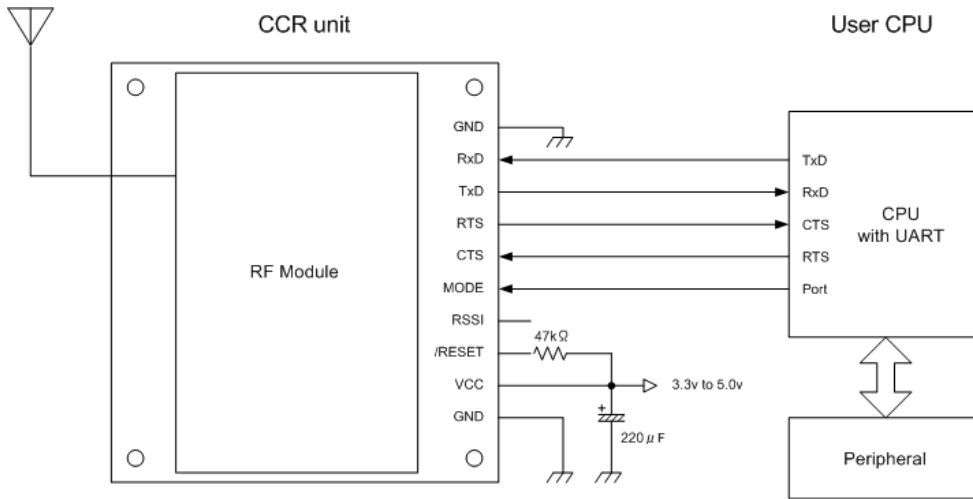 CCR unit
User CPU
GND
RxD
TxD
RTS
CTS
MODE
RSSI
/RESET
VCC
GND
RF Module
47kΩ
3.3v to 5.0v
+
220μF
TxD
RxD
CTS
RTS
Port
CPU
with UART
Peripheral